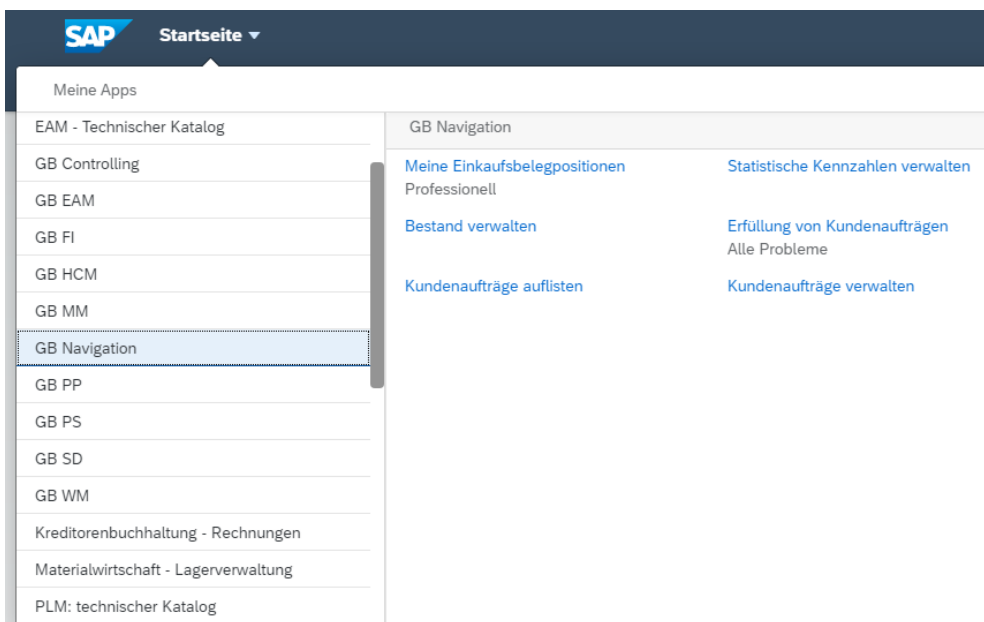 SAP Startseite
Meine Apps
EAM - Technischer Katalog
GB Controlling
GB EAM
GB FI
GB HCM
GB MM
GB Navigation
GB PP
GB PS
GB SD
GB WM
Kreditorenbuchhaltung - Rechnungen
Materialwirtschaft - Lagerverwaltung
PLM: technischer Katalog
GB Navigation
Meine Einkaufsbelegpositionen
Professionell
Statistische Kennzahlen verwalten
Bestand verwalten
Erfüllung von Kundenaufträgen
Alle Probleme
Kundenaufträge auflisten
Kundenaufträge verwalten